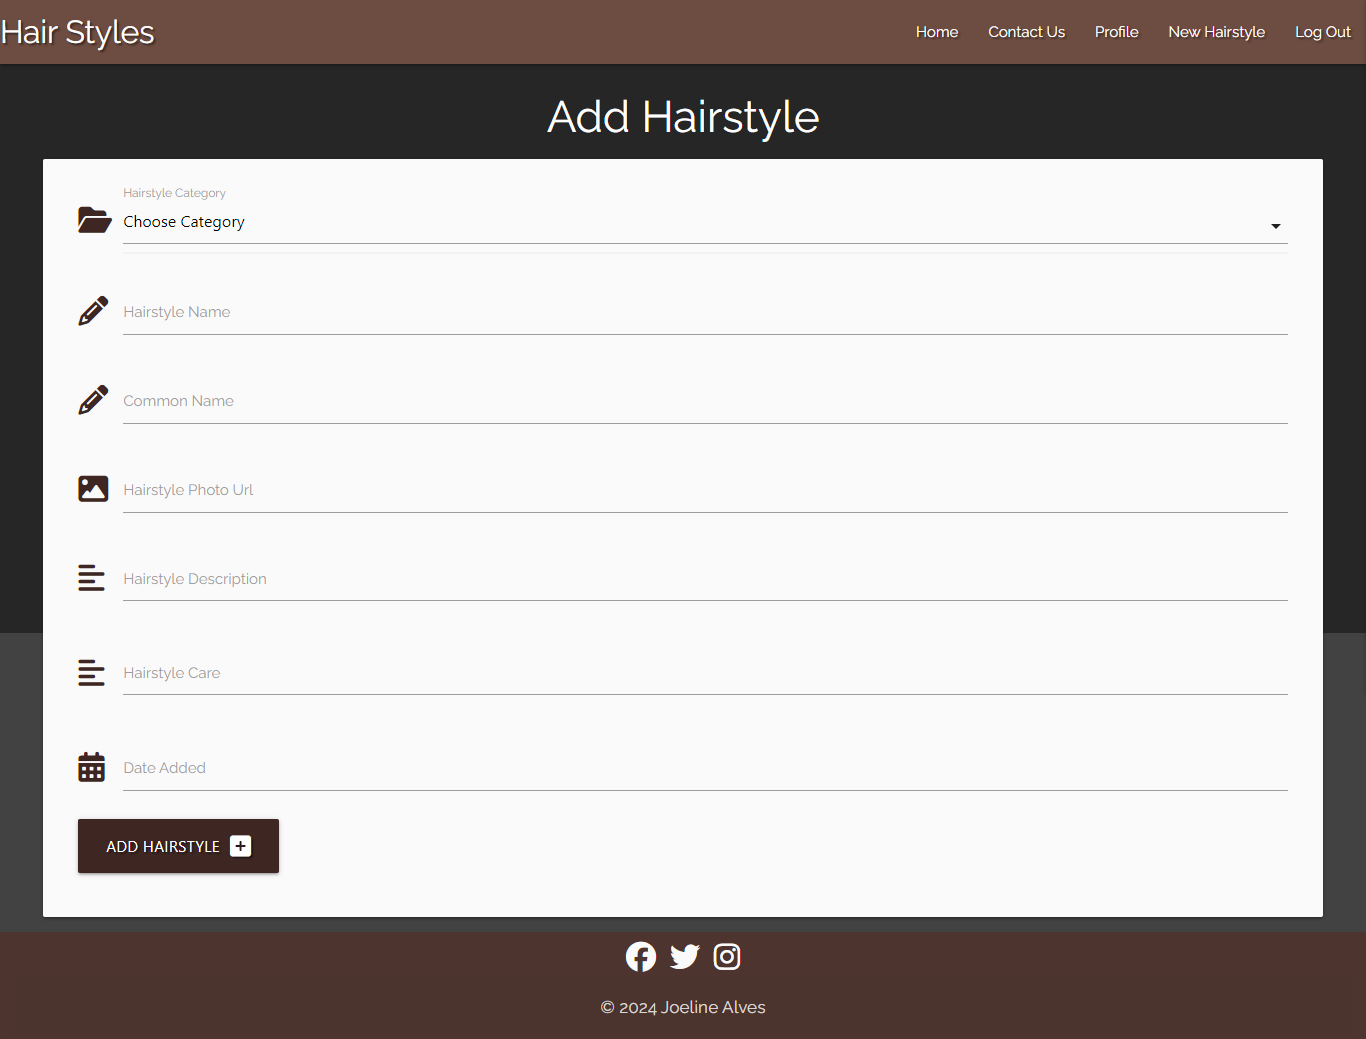 Hair Styles
Home Contact Us Profile New Hairstyle Log Out
Add Hairstyle
Hairstyle Category
Choose Category
Hairstyle Name
Common Name
Hairstyle Photo Url
Hairstyle Description
Hairstyle Care
Date Added
ADD HAIRSTYLE
© 2024 Joeline Alves